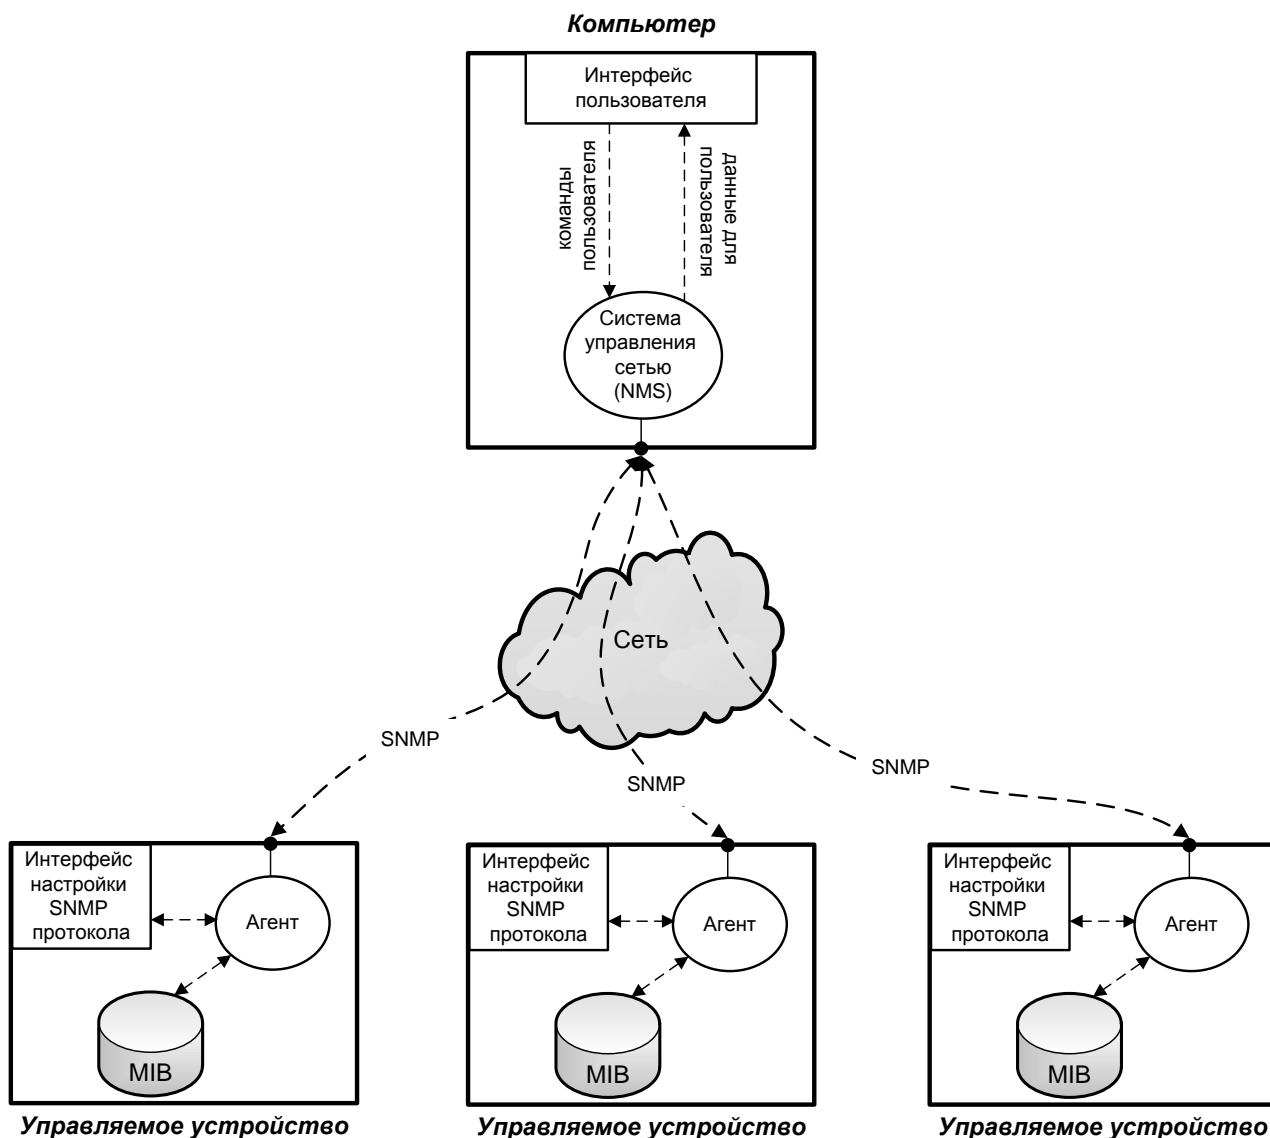 Компьютер
Интерфейс
пользователя
команды
пользователя
данные для
пользователя
Система
управления
сетью
(NMS)
Сеть
SNMP
SNMP
SNMP
Интерфейс
настройки
SNMP
протокола
Агент
MIB
Управляемое устройство
Интерфейс
настройки
SNMP
протокола
Агент
MIB
Управляемое устройство
Интерфейс
настройки
SNMP
протокола
Агент
MIB
Управляемое устройство